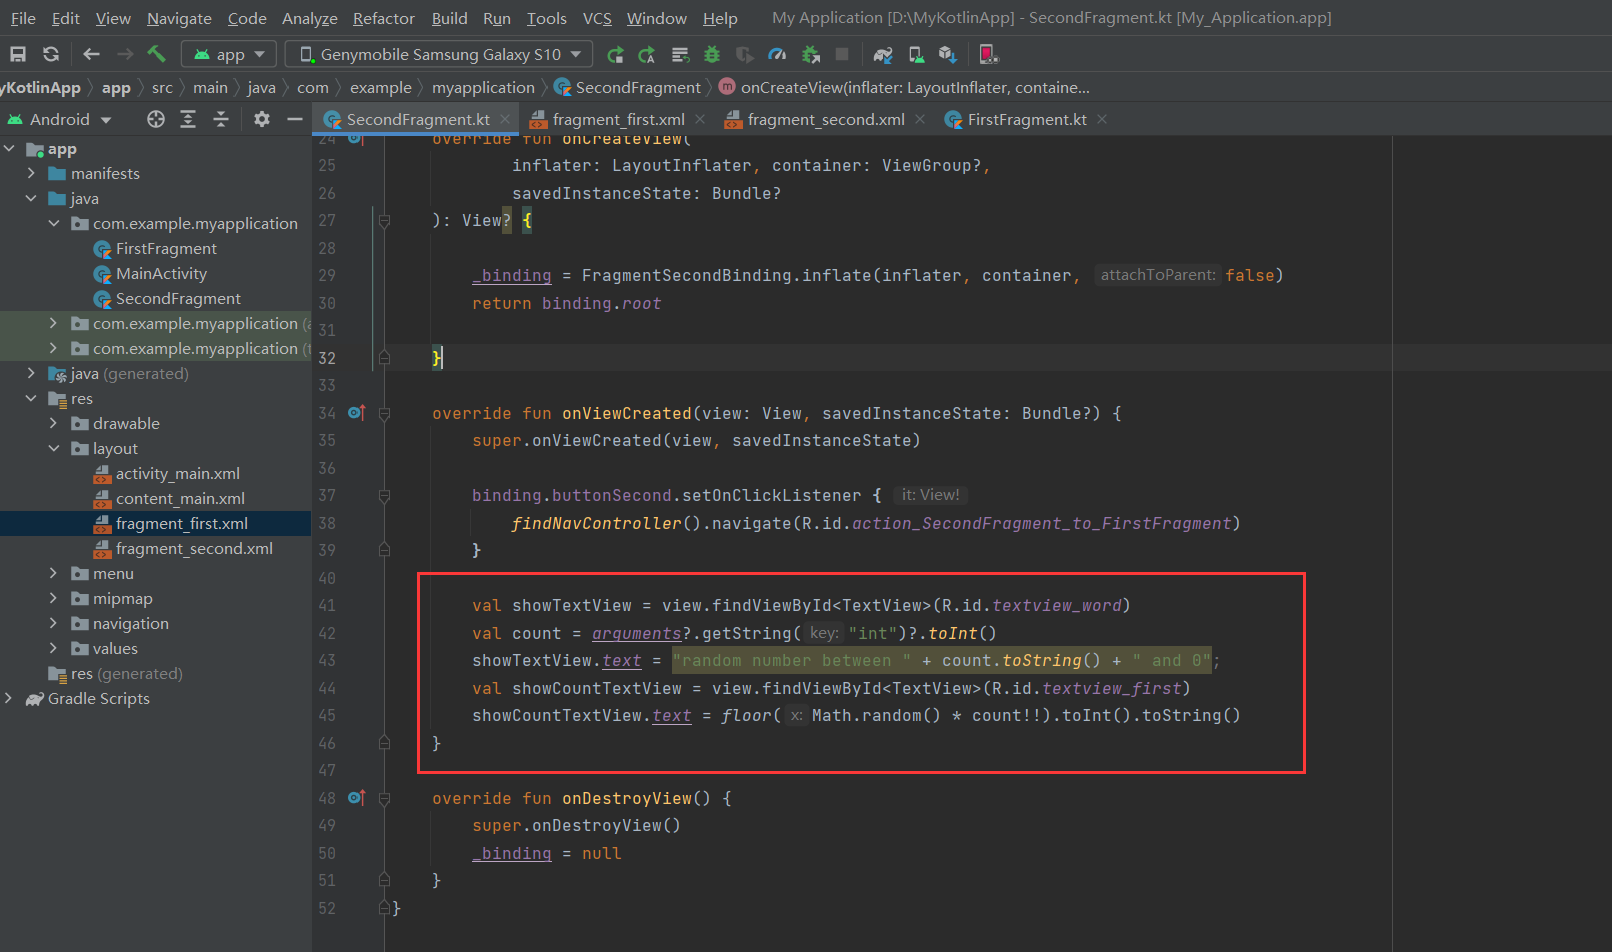 File Edit View Navigate Code Analyze Refactor Build Run Tools VCS Window Help My Application [D:\MyKotlinApp] - SecondFragment.kt [My_Application.app]
app Genymobile Samsung Galaxy S10
yKotlinApp app src main java com example myapplication SecondFragment onCreateView(inflater: LayoutInflater, containe...
Android SecondFragment.kt fragment_first.xml fragment_second.xml FirstFragment.kt
app
manifests
java
com.example.myapplication
FirstFragment
MainActivity
SecondFragment
com.example.myapplication (a
com.example.myapplication (t
java (generated)
res
drawable
layout
activity_main.xml
content_main.xml
fragment_first.xml
fragment_second.xml
menu
mipmap
navigation
values
res (generated)
Gradle Scripts
24 override fun onCreateView(
25 inflater: LayoutInflater, container: ViewGroup?,
26 savedInstanceState: Bundle?
27 ): View? {
28
29 _binding = FragmentSecondBinding.inflate(inflater, container, attachToParent: false)
30 return binding.root
31
32 }
33
34 override fun onViewCreated(view: View, savedInstanceState: Bundle?) {
35 super.onViewCreated(view, savedInstanceState)
36
37 binding.buttonSecond.setOnClickListener { it: View!
38 findNavController().navigate(R.id.action_SecondFragment_to_FirstFragment)
39 }
40
41 val showTextView = view.findViewById<TextView>(R.id.textview_word)
42 val count = arguments?.getString( key: "int")?.toInt()
43 showTextView.text = "random number between " + count.toString() + " and 0";
44 val showCountTextView = view.findViewById<TextView>(R.id.textview_first)
45 showCountTextView.text = floor( x: Math.random() * count!!).toInt().toString()
46 }
47
48 override fun onDestroyView() {
49 super.onDestroyView()
50 _binding = null
51 }
52 }